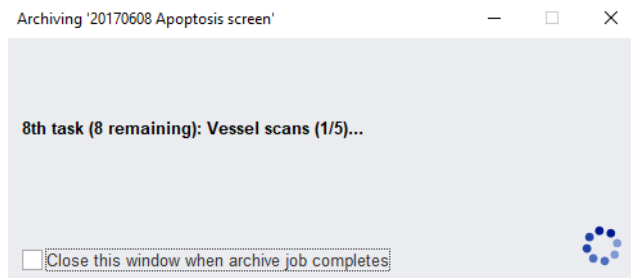 Archiving '20170608 Apoptosis screen'
8th task (8 remaining): Vessel scans (1/5)...
Close this window when archive job completes